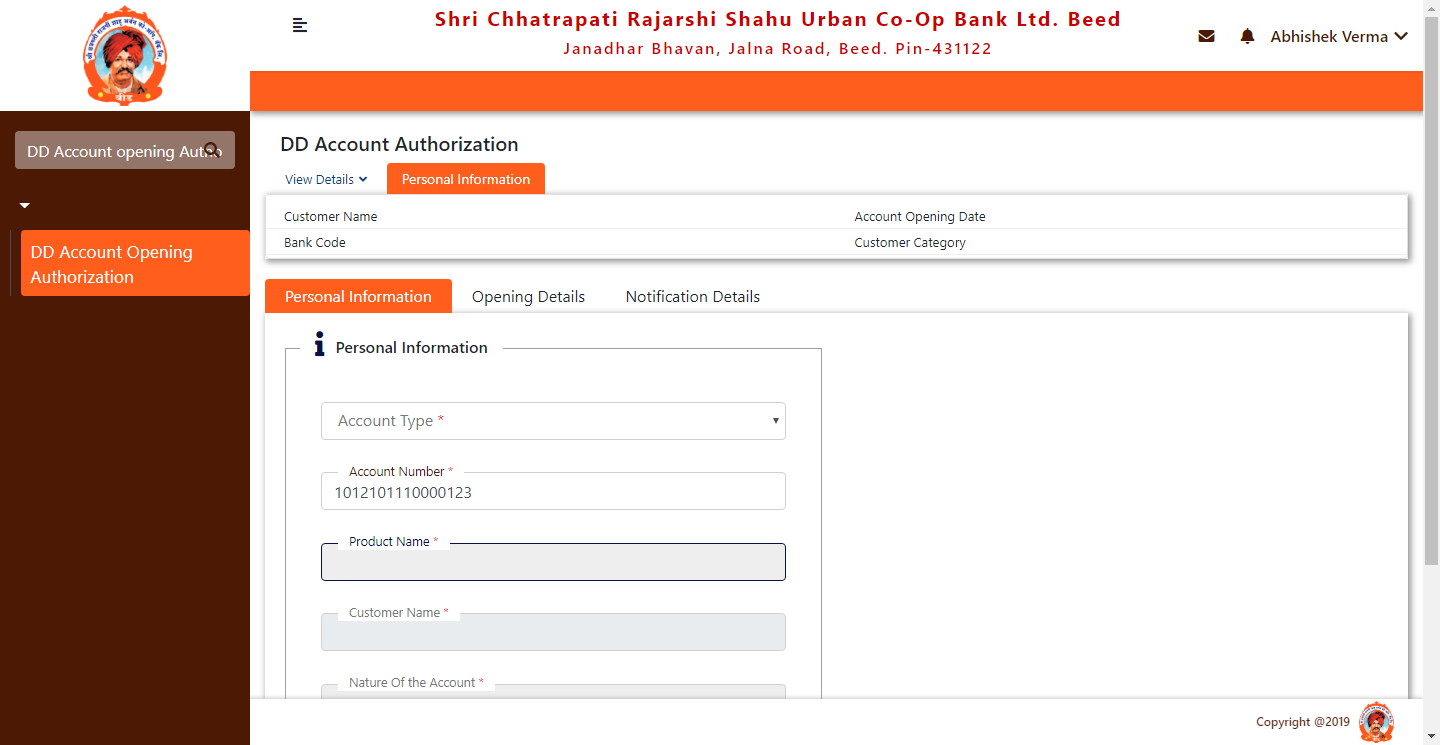 Shri Chhatrapati Rajarshi Shahu Urban Co-Op Bank Ltd. Beed
Janadhar Bhavan, Jalna Road, Beed. Pin-431122
Abhishek Verma
बीड
DD Account opening Autho
DD Account Opening
Authorization
DD Account Authorization
View Details
Personal Information
Customer Name
Account Opening Date
Bank Code
Customer Category
Personal Information
Opening Details
Notification Details
Personal Information
Account Type *
Account Number *
1012101110000123
Product Name *
Customer Name *
Nature Of the Account *
Copyright @2019